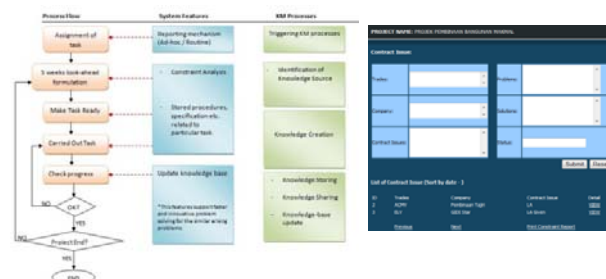 Process Flow
System Features
KM Processes
Assignment of
task
Reporting mechanism
(Ad-hoc / Routine)
Triggering KM processes
3 weeks look-ahead
formulation
- Constraint Analysis
- Identification of
Knowledge Source
Make Task Ready
- Stored procedures,
specification etc.
related to
particular task.
Carried Out Task
Knowledge Creation
Check progress
Update knowledge base
- Knowledge Storing
- Knowledge Sharing
- Knowledge-base
update
*This features support faster
and innovative problem
solving for the similar among
problems
NO
OK?
YES
NO
Project End?
YES
END
PROJECT NAME:
Contract Issue:
Trades:
Problems:
Company:
Solutions:
Contract Issues:
Status:
Submit
List of Contract Issue (Sort by date - )
ID
Trades
Company
Contract Issue
Detail
Previous
Next
Print Constraint Report